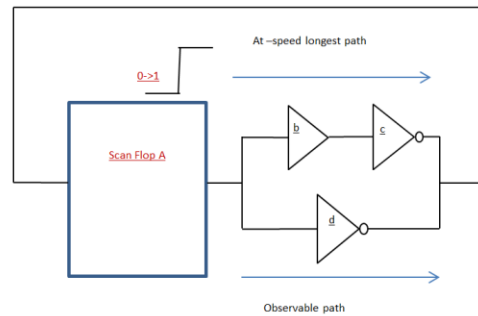 At –speed longest path
0->1
b
c
Scan Flop A
d
Observable path